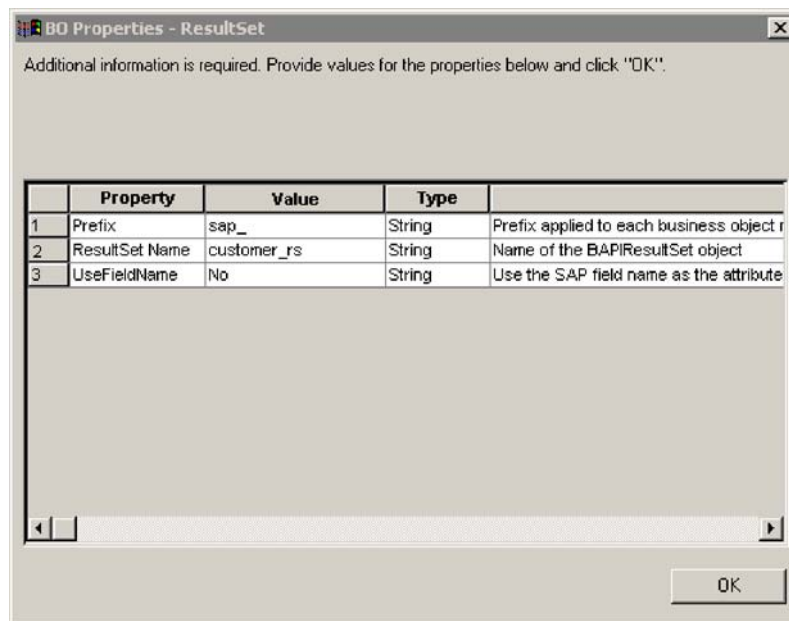 BO Properties - ResultSet
Additional information is required. Provide values for the properties below and click "OK".
Property Value Type
1 Prefix sap_ String Prefix applied to each business object
2 ResultSet Name customer_rs String Name of the BAPIResultSet object
3 UseFieldName No String Use the SAP field name as the attribute
OK